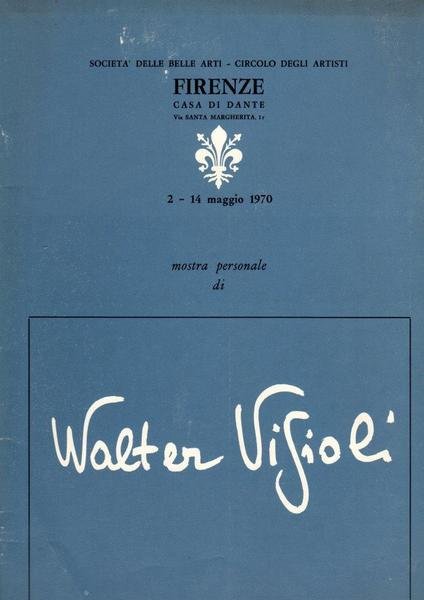 SOCIETA' DELLE BELLE ARTI - CIRCOLO DEGLI ARTISTI
FIRENZE
CASA DI DANTE
Via SANTA MARGHERITA, 1r
2 - 14 maggio 1970
mostra personale
di
Walter Visioli